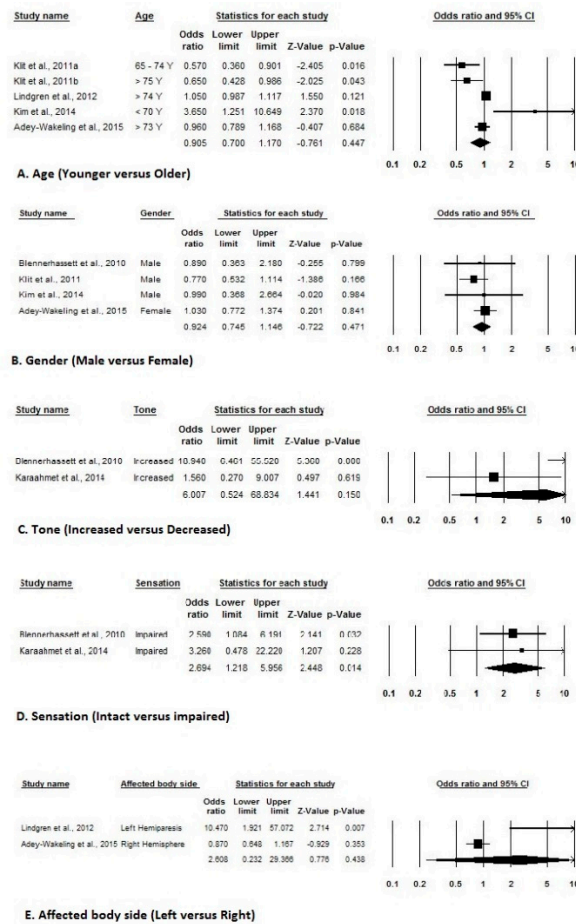 Study name Age Statistics for each study Odds ratio and 95% CI
Odds Lower Upper
ratio limit limit Z-Value p-Value
Klit et al., 2011a 65 - 74 Y 0.570 0.360 0.901 -2.405 0.016
Klit et al., 2011b > 75 Y 0.650 0.428 0.986 -2.025 0.043
Lindgren et al., 2012 > 74 Y 1.050 0.987 1.117 1.550 0.121
Kim et al., 2014 < 70 Y 3.650 1.251 10.649 2.370 0.018
Adey-Wakeling et al., 2015 > 73 Y 0.960 0.789 1.168 -0.407 0.684
0.905 0.700 1.170 -0.761 0.447
0.1 0.2 0.5 1 2 5 10
A. Age (Younger versus Older)
Study name Gender Statistics for each study Odds ratio and 95% CI
Odds Lower Upper
ratio limit limit Z-Value p-Value
Blennerhassett et al., 2010 Male 0.890 0.363 2.180 -0.255 0.799
Klit et al., 2011 Male 0.770 0.532 1.114 -1.386 0.166
Kim et al., 2014 Male 0.990 0.368 2.664 -0.020 0.984
Adey-Wakeling et al., 2015 Female 1.030 0.772 1.374 0.201 0.841
0.924 0.745 1.146 -0.722 0.471
0.1 0.2 0.5 1 2 5 10
B. Gender (Male versus Female)
Study name Tone Statistics for each study Odds ratio and 95% CI
Odds Lower Upper
ratio limit limit Z-Value p-Value
Blennerhassett et al., 2010 Increased
Karaahmet et al., 2014 Increased 1.560 0.270 9.007 0.497 0.619
6.007 0.524 68.834 1.441 0.150
0.1 0.2 0.5 1 2 5 10
C. Tone (Increased versus Decreased)
Study name Sensation Statistics for each study Odds ratio and 95% CI
Odds Lower Upper
ratio limit limit Z-Value p-Value
Blennerhassett et al., 2010 Impaired 2.590 1.084 6.191 2.141 0.032
Karaahmet et al., 2014 Impaired 3.260 0.478 22.220 1.207 0.228
2.694 1.218 5.956 2.448 0.014
0.1 0.2 0.5 1 2 5 10
D. Sensation (Intact versus impaired)
Study name Affected body side Statistics for each study Odds ratio and 95% CI
Odds Lower Upper
ratio limit limit Z-Value p-Value
Lindgren et al., 2012 Left Hemiparesis 10.470 1.921 57.072 2.714 0.007
Adey-Wakeling et al., 2015 Right Hemisphere 0.870 0.648 1.167 -0.929 0.353
2.608 0.232 29.366 0.776 0.438
0.1 0.2 0.5 1 2 5 10
E. Affected body side (Left versus Right)